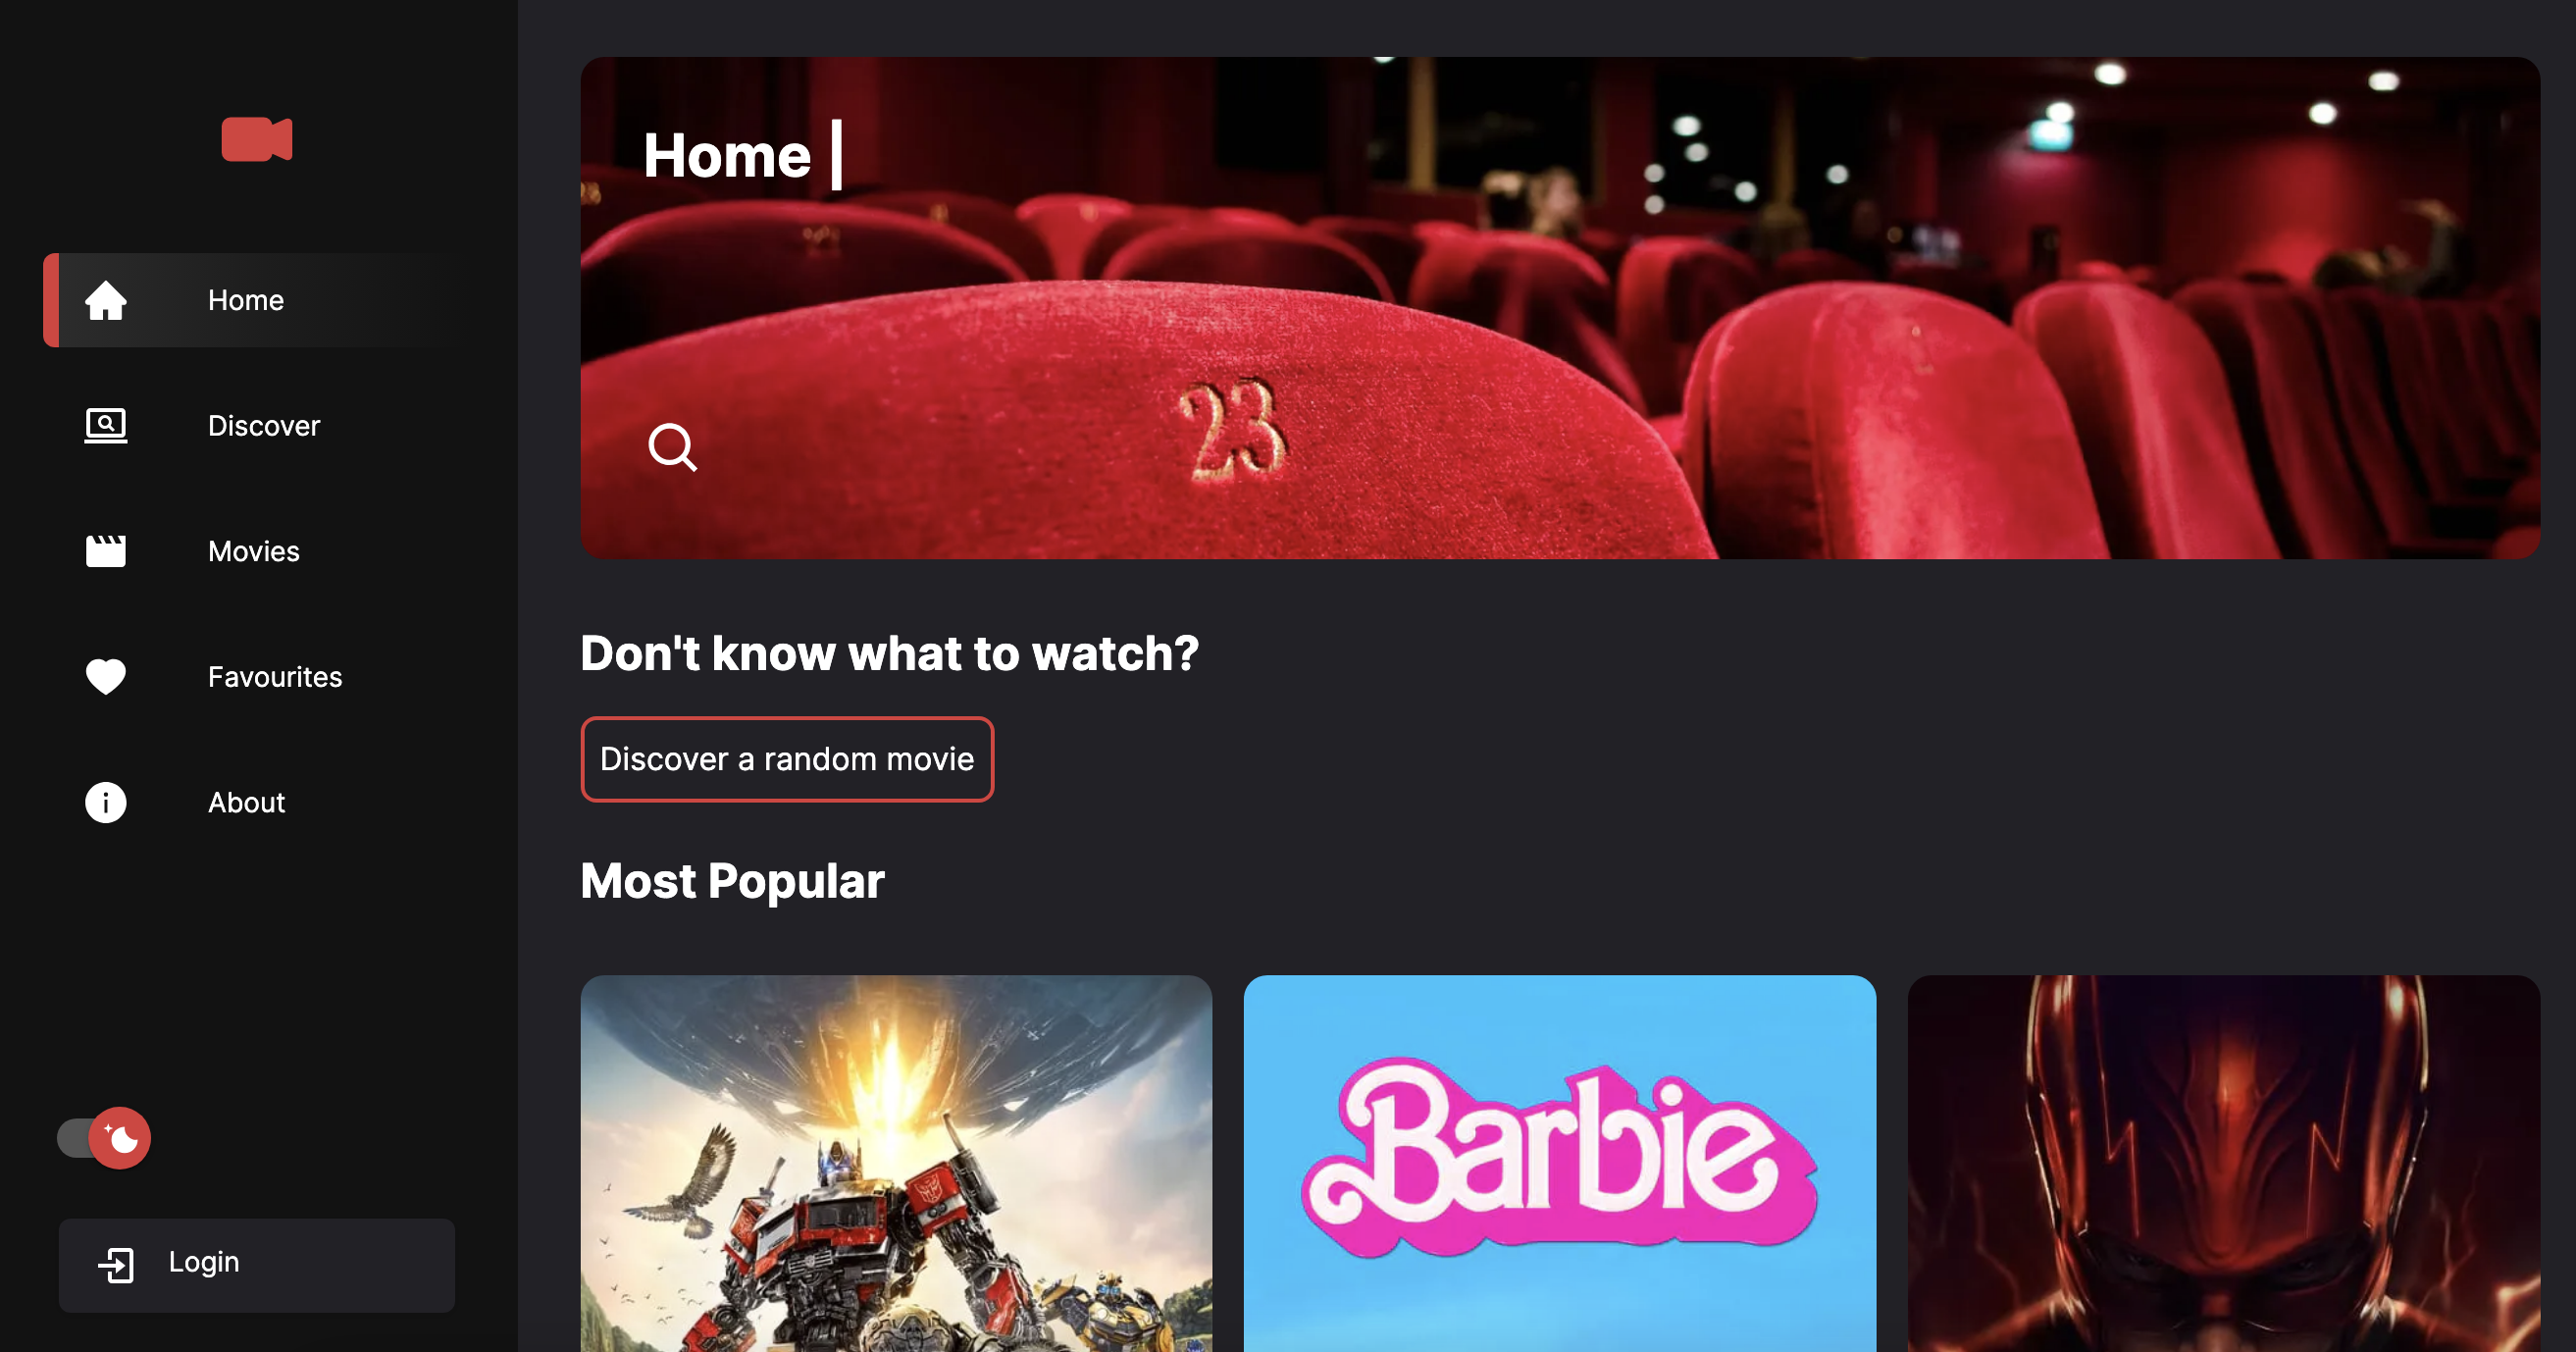 Home
Discover
Movies
Favourites
About
Login
Home |
23
Don't know what to watch?
Discover a random movie
Most Popular
Barbie